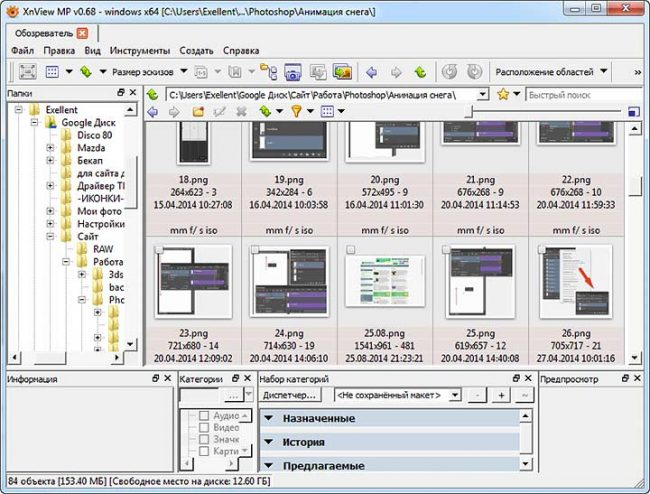 XnView MP v0.68 - windows x64 [C:\Users\Exellent\...\Photoshop\Анимация снега\]
Обозреватель
Файл Правка Вид Инструменты Создать Справка
Размер эскизов Расположение областей »
Папки
C:\Users\Exellent\Google Диск\Сайт\Работа\Photoshop\Анимация снега\ Быстрый поиск
Exellent
Google Диск
Disco 80
Mazda
Бекап
для сайта д
Драйвер TI
-ИКОНКИ-
Мои фото
Настройки
Сайт
RAW
Работа
3ds
bac
Pho
18.png
264x623 - 3
15.04.2014 10:27:08
mm f/ s iso
19.png
342x284 - 6
16.04.2014 10:03:58
mm f/ s iso
20.png
572x495 - 9
16.04.2014 11:01:30
mm f/ s iso
21.png
676x268 - 9
20.04.2014 11:14:53
mm f/ s iso
22.png
676x268 - 10
20.04.2014 11:59:33
mm f/ s iso
23.png
721x680 - 14
20.04.2014 12:09:02
24.png
714x630 - 19
20.04.2014 14:06:10
25.08.png
1541x961 - 481
25.08.2014 21:23:21
25.png
619x657 - 12
20.04.2014 14:40:08
26.png
705x717 - 21
27.04.2014 10:01:16
Информация
Категории
...
Аудио
Видео
Значк
Карти
Набор категорий
Диспетчер... <Не сохранённый макет> - + ~
Назначенные
История
Предлагаемые
Предпросмотр
84 объекта [153.40 МБ] [Свободное место на диске: 12.60 ГБ]